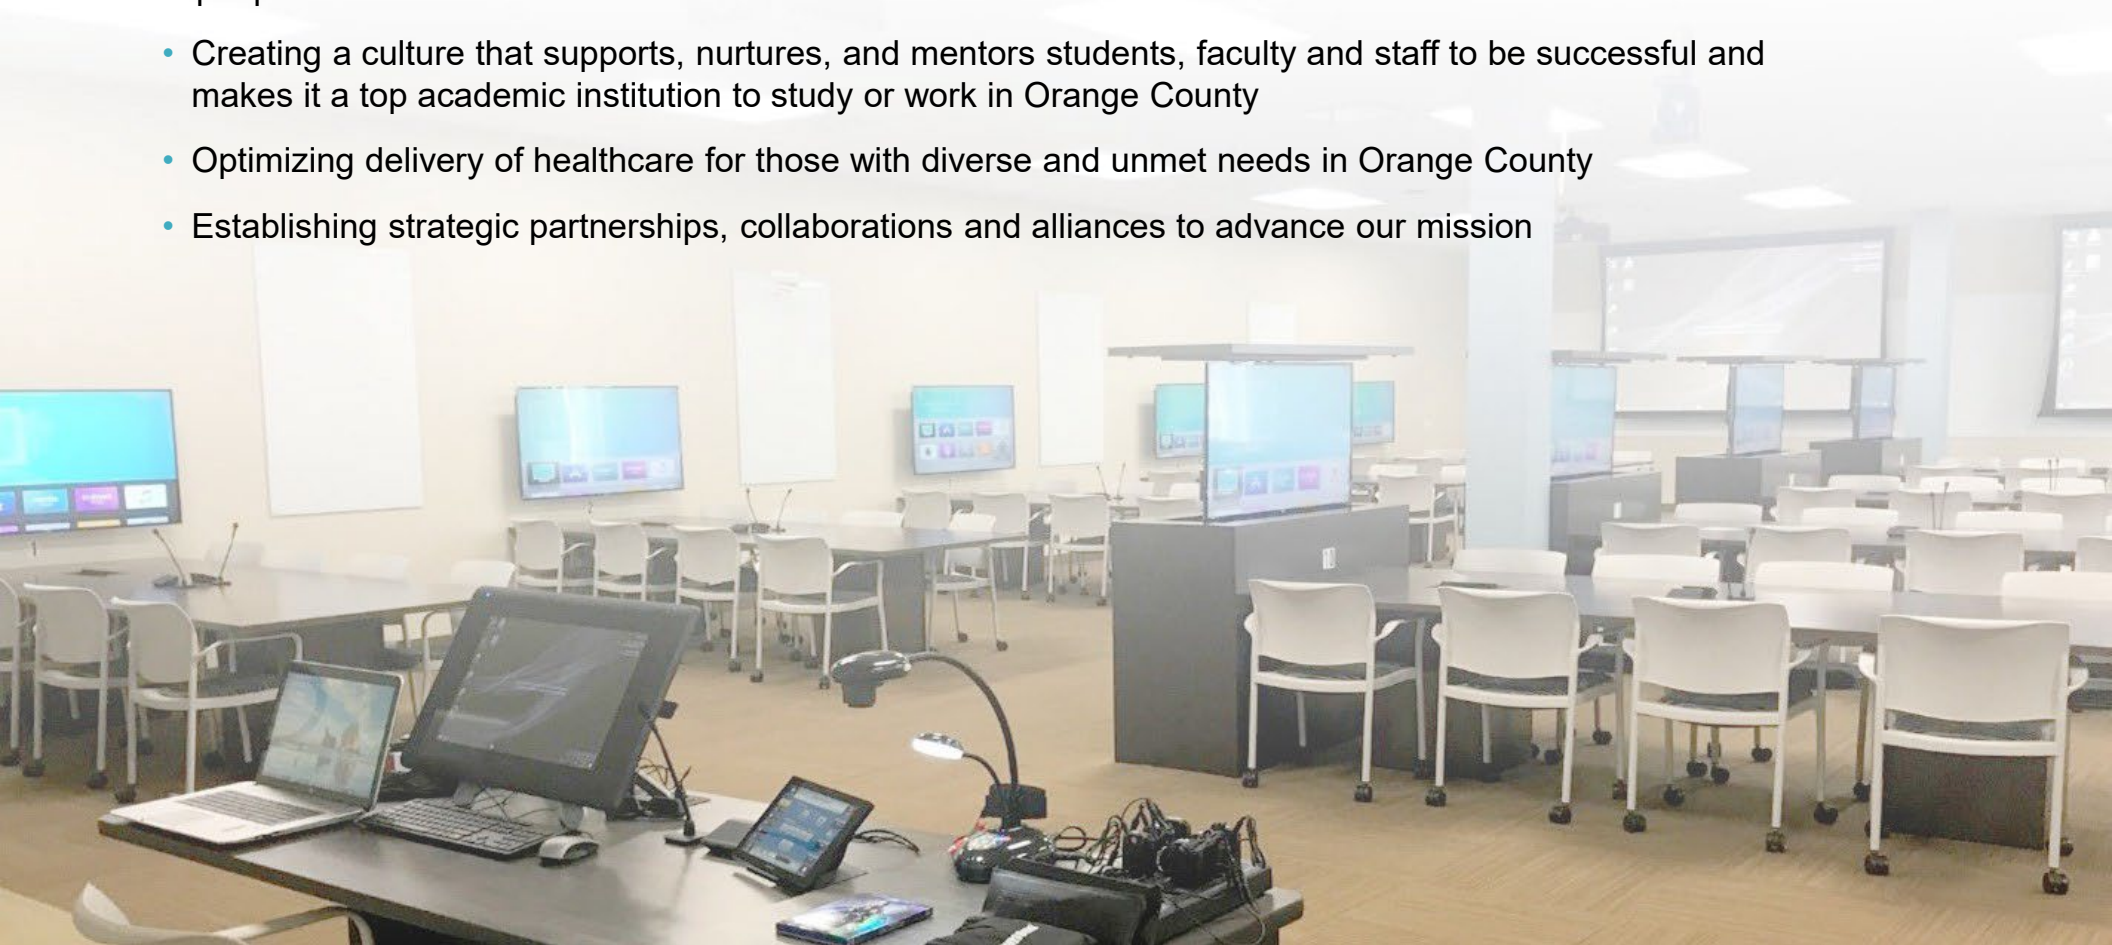 Creating a culture that supports, nurtures, and mentors students, faculty and staff to be successful and
makes it a top academic institution to study or work in Orange County
Optimizing delivery of healthcare for those with diverse and unmet needs in Orange County
Establishing strategic partnerships, collaborations and alliances to advance our mission